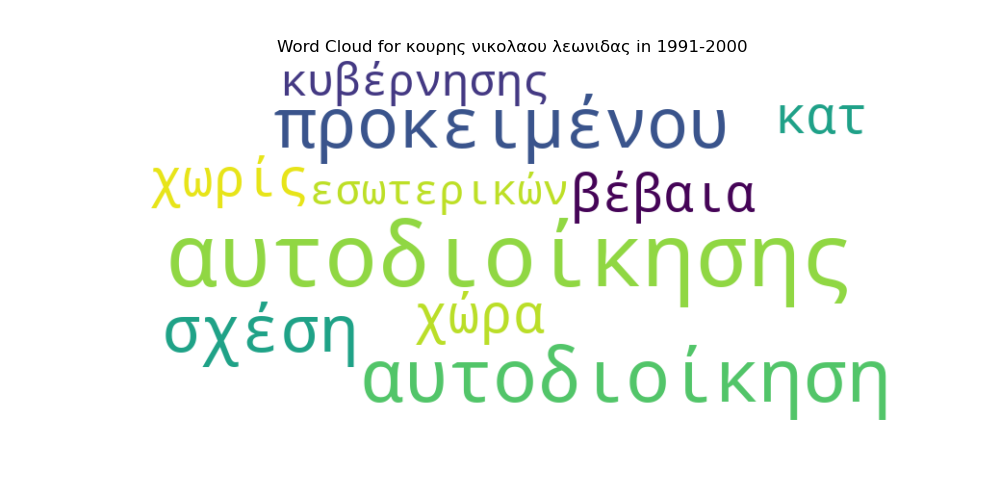 Word Cloud for κουρης νικολαου λεωνιδας in 1991-2000
κυβέρνησης
προκειμένου κατ
χωρίς εσωτερικών βέβαια
αυτοδιοίκησης
σχέση χώρα
αυτοδιοίκηση